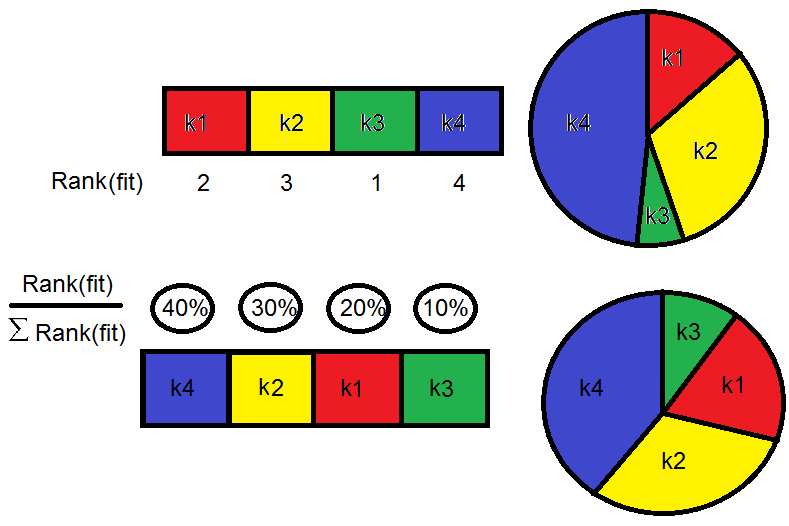 k1 k2 k3 k4
Rank(fit) 2 3 1 4
k1
k4
k2
k3
Rank(fit)
∑ Rank(fit)
40% 30% 20% 10%
k4 k2 k1 k3
k3
k4
k1
k2